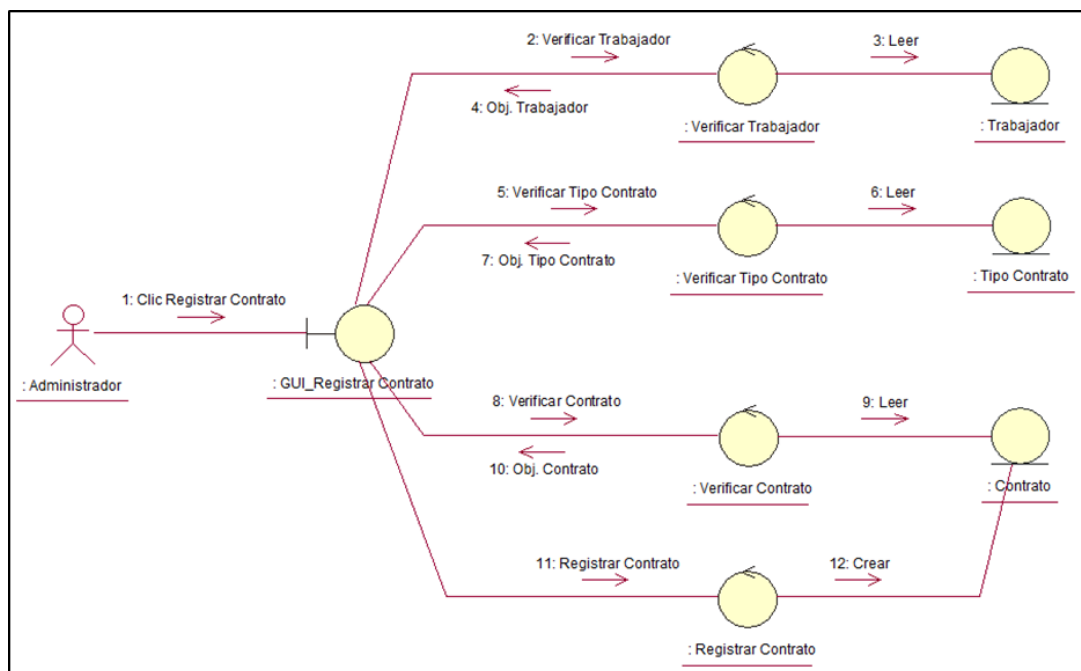 2: Verificar Trabajador
3: Leer
4: Obj. Trabajador
: Verificar Trabajador
: Trabajador
5: Verificar Tipo Contrato
6: Leer
7: Obj. Tipo Contrato
: Verificar Tipo Contrato
: Tipo Contrato
1: Clic Registrar Contrato
: Administrador
: GUI_Registrar Contrato
8: Verificar Contrato
9: Leer
10: Obj. Contrato
: Verificar Contrato
: Contrato
11: Registrar Contrato
12: Crear
: Registrar Contrato